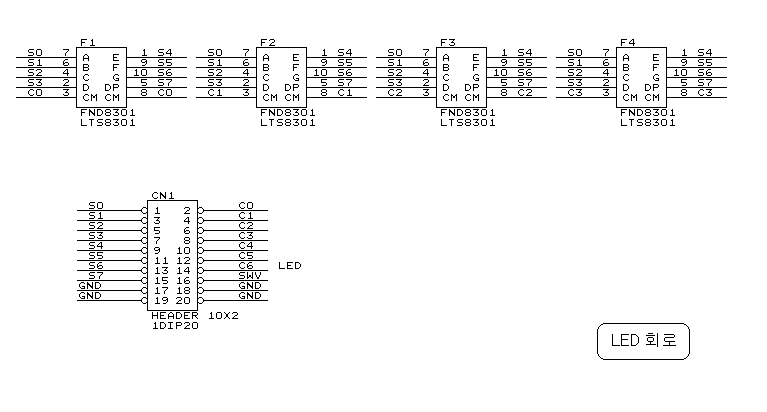 F1 F2 F3 F4
S0 7 A E 1 S4 S0 7 A E 1 S4 S0 7 A E 1 S4 S0 7 A E 1 S4
S1 6 B F 9 S5 S1 6 B F 9 S5 S1 6 B F 9 S5 S1 6 B F 9 S5
S2 4 C G 10 S6 S2 4 C G 10 S6 S2 4 C G 10 S6 S2 4 C G 10 S6
S3 2 D DP 5 S7 S3 2 D DP 5 S7 S3 2 D DP 5 S7 S3 2 D DP 5 S7
C0 3 CM CM 8 C0 C1 3 CM CM 8 C1 C2 3 CM CM 8 C2 C3 3 CM CM 8 C3
FND8301 FND8301 FND8301 FND8301
LTS8301 LTS8301 LTS8301 LTS8301
CN1
S0 1 2 C0
S1 3 4 C1
S2 5 6 C2
S3 7 8 C3
S4 9 10 C4
S5 11 12 C5
S6 13 14 C6 LED
S7 15 16 SWV
GND 17 18 GND
GND 19 20 GND
HEADER 10X2
1DIP20
LED 회로